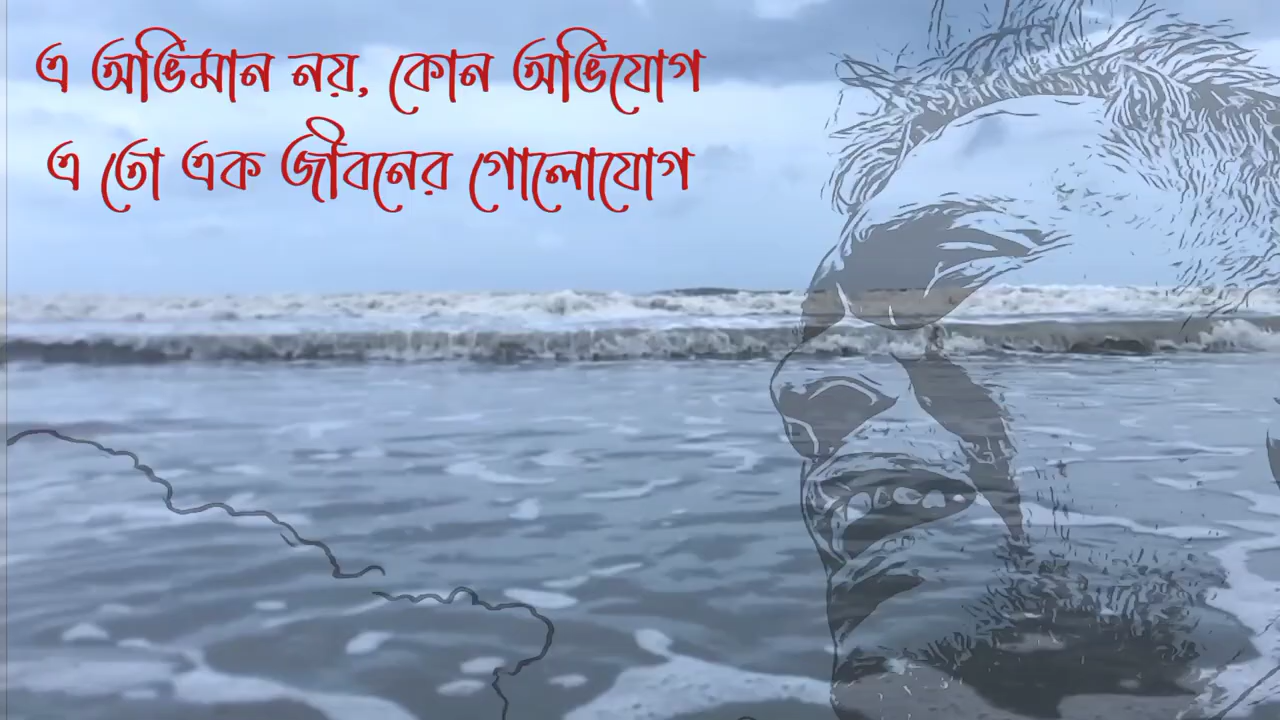 এ অভিমান নয়, কোন অভিযোগ
এ তো এক জীবনের গোলোযোগ